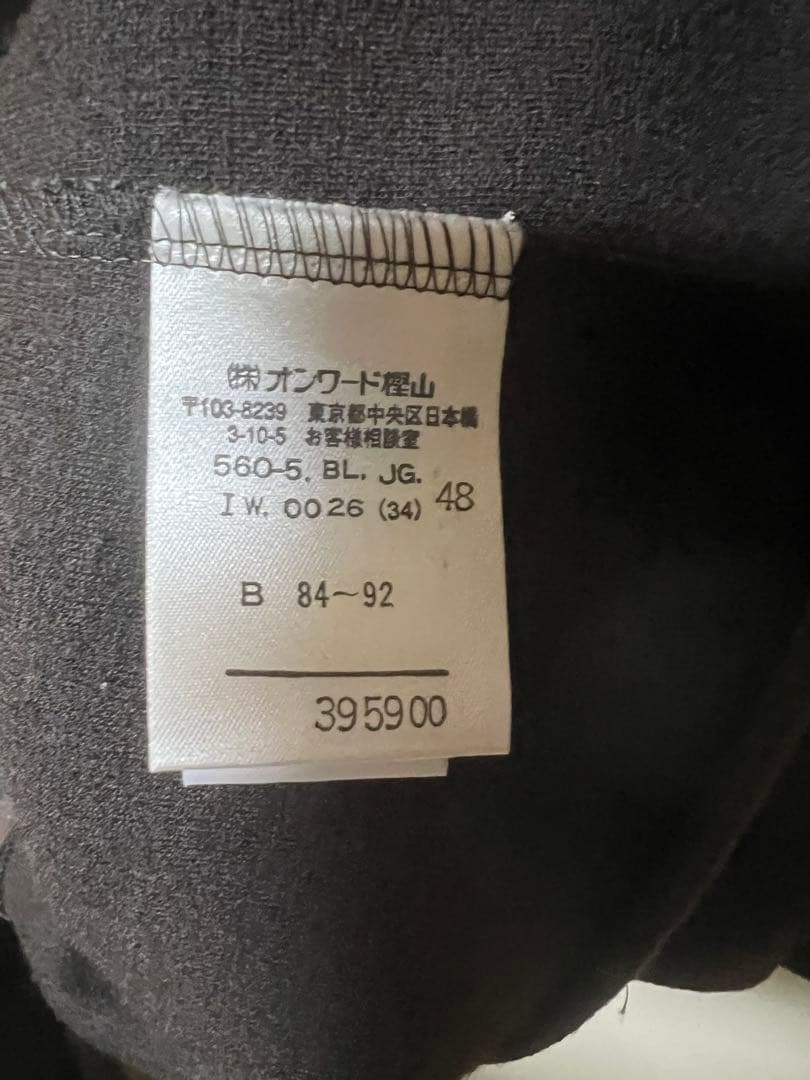 ㈱オンワード樫山
〒103-8239 東京都中央区日本橋
3-10-5 お客様相談室
560-5. BL. JG.
IW. 0026 (34) 48
B 84～92
395900